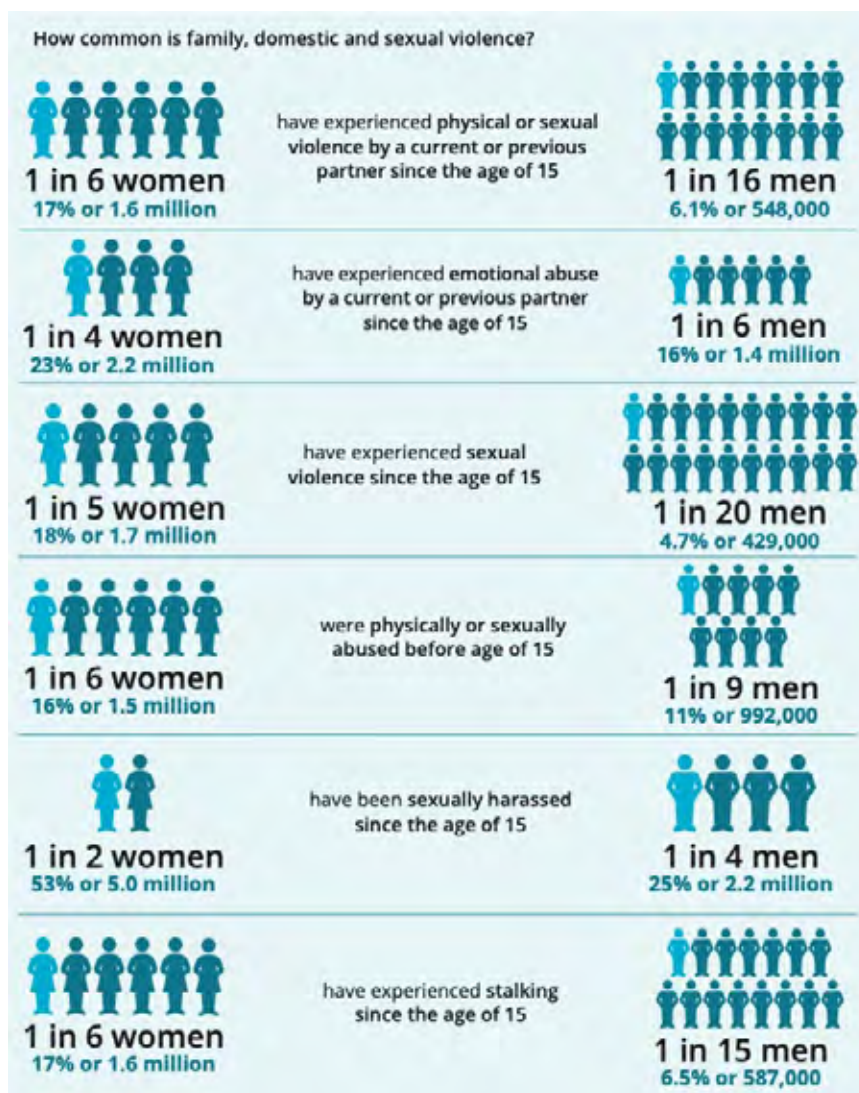 How common is family, domestic and sexual violence?
1 in 6 women
17% or 1.6 million
have experienced physical or sexual
violence by a current or previous
partner since the age of 15
1 in 16 men
6.1% or 548,000
1 in 4 women
23% or 2.2 million
have experienced emotional abuse
by a current or previous partner
since the age of 15
1 in 6 men
16% or 1.4 million
1 in 5 women
18% or 1.7 million
have experienced sexual
violence since the age of 15
1 in 20 men
4.7% or 429,000
1 in 6 women
16% or 1.5 million
were physically or sexually
abused before age of 15
1 in 9 men
11% or 992,000
1 in 2 women
53% or 5.0 million
have been sexually harassed
since the age of 15
1 in 4 men
25% or 2.2 million
1 in 6 women
17% or 1.6 million
have experienced stalking
since the age of 15
1 in 15 men
6.5% or 587,000